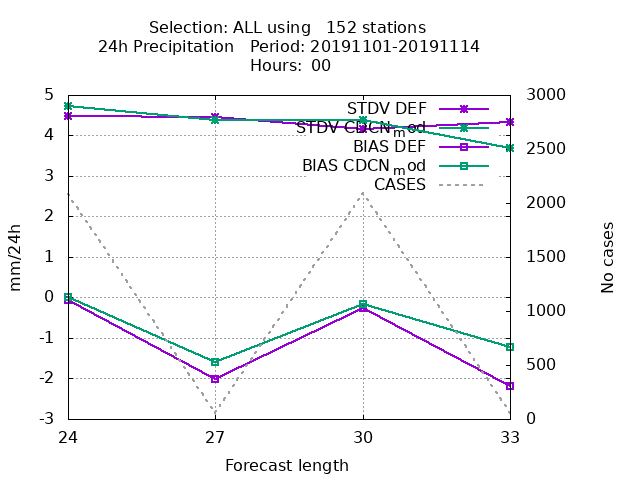 Selection: ALL using   152 stations
24h Precipitation   Period: 20191101-20191114
Hours:  00
STDV DEF
STDV CDCNmod
BIAS DEF
BIAS CDCNmod
CASES
5
4
3
2
1
0
-1
-2
-3
3000
2500
2000
1500
1000
500
0
24
27
30
33
mm/24h
No cases
Forecast length